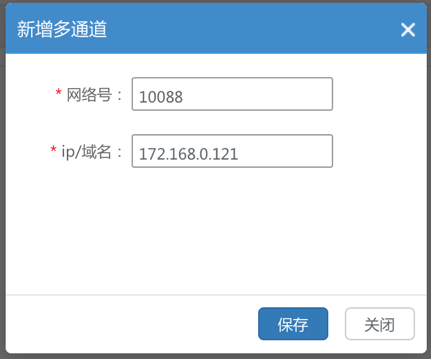 新增多通道
* 网络号： 10088
* ip/域名： 172.168.0.121
保存 关闭